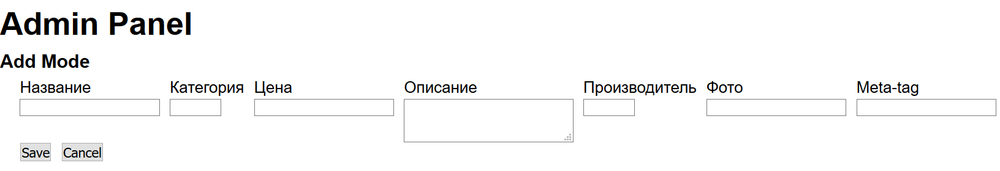 Admin Panel
Add Mode
Название Категория Цена Описание Производитель Фото Meta-tag
Save Cancel